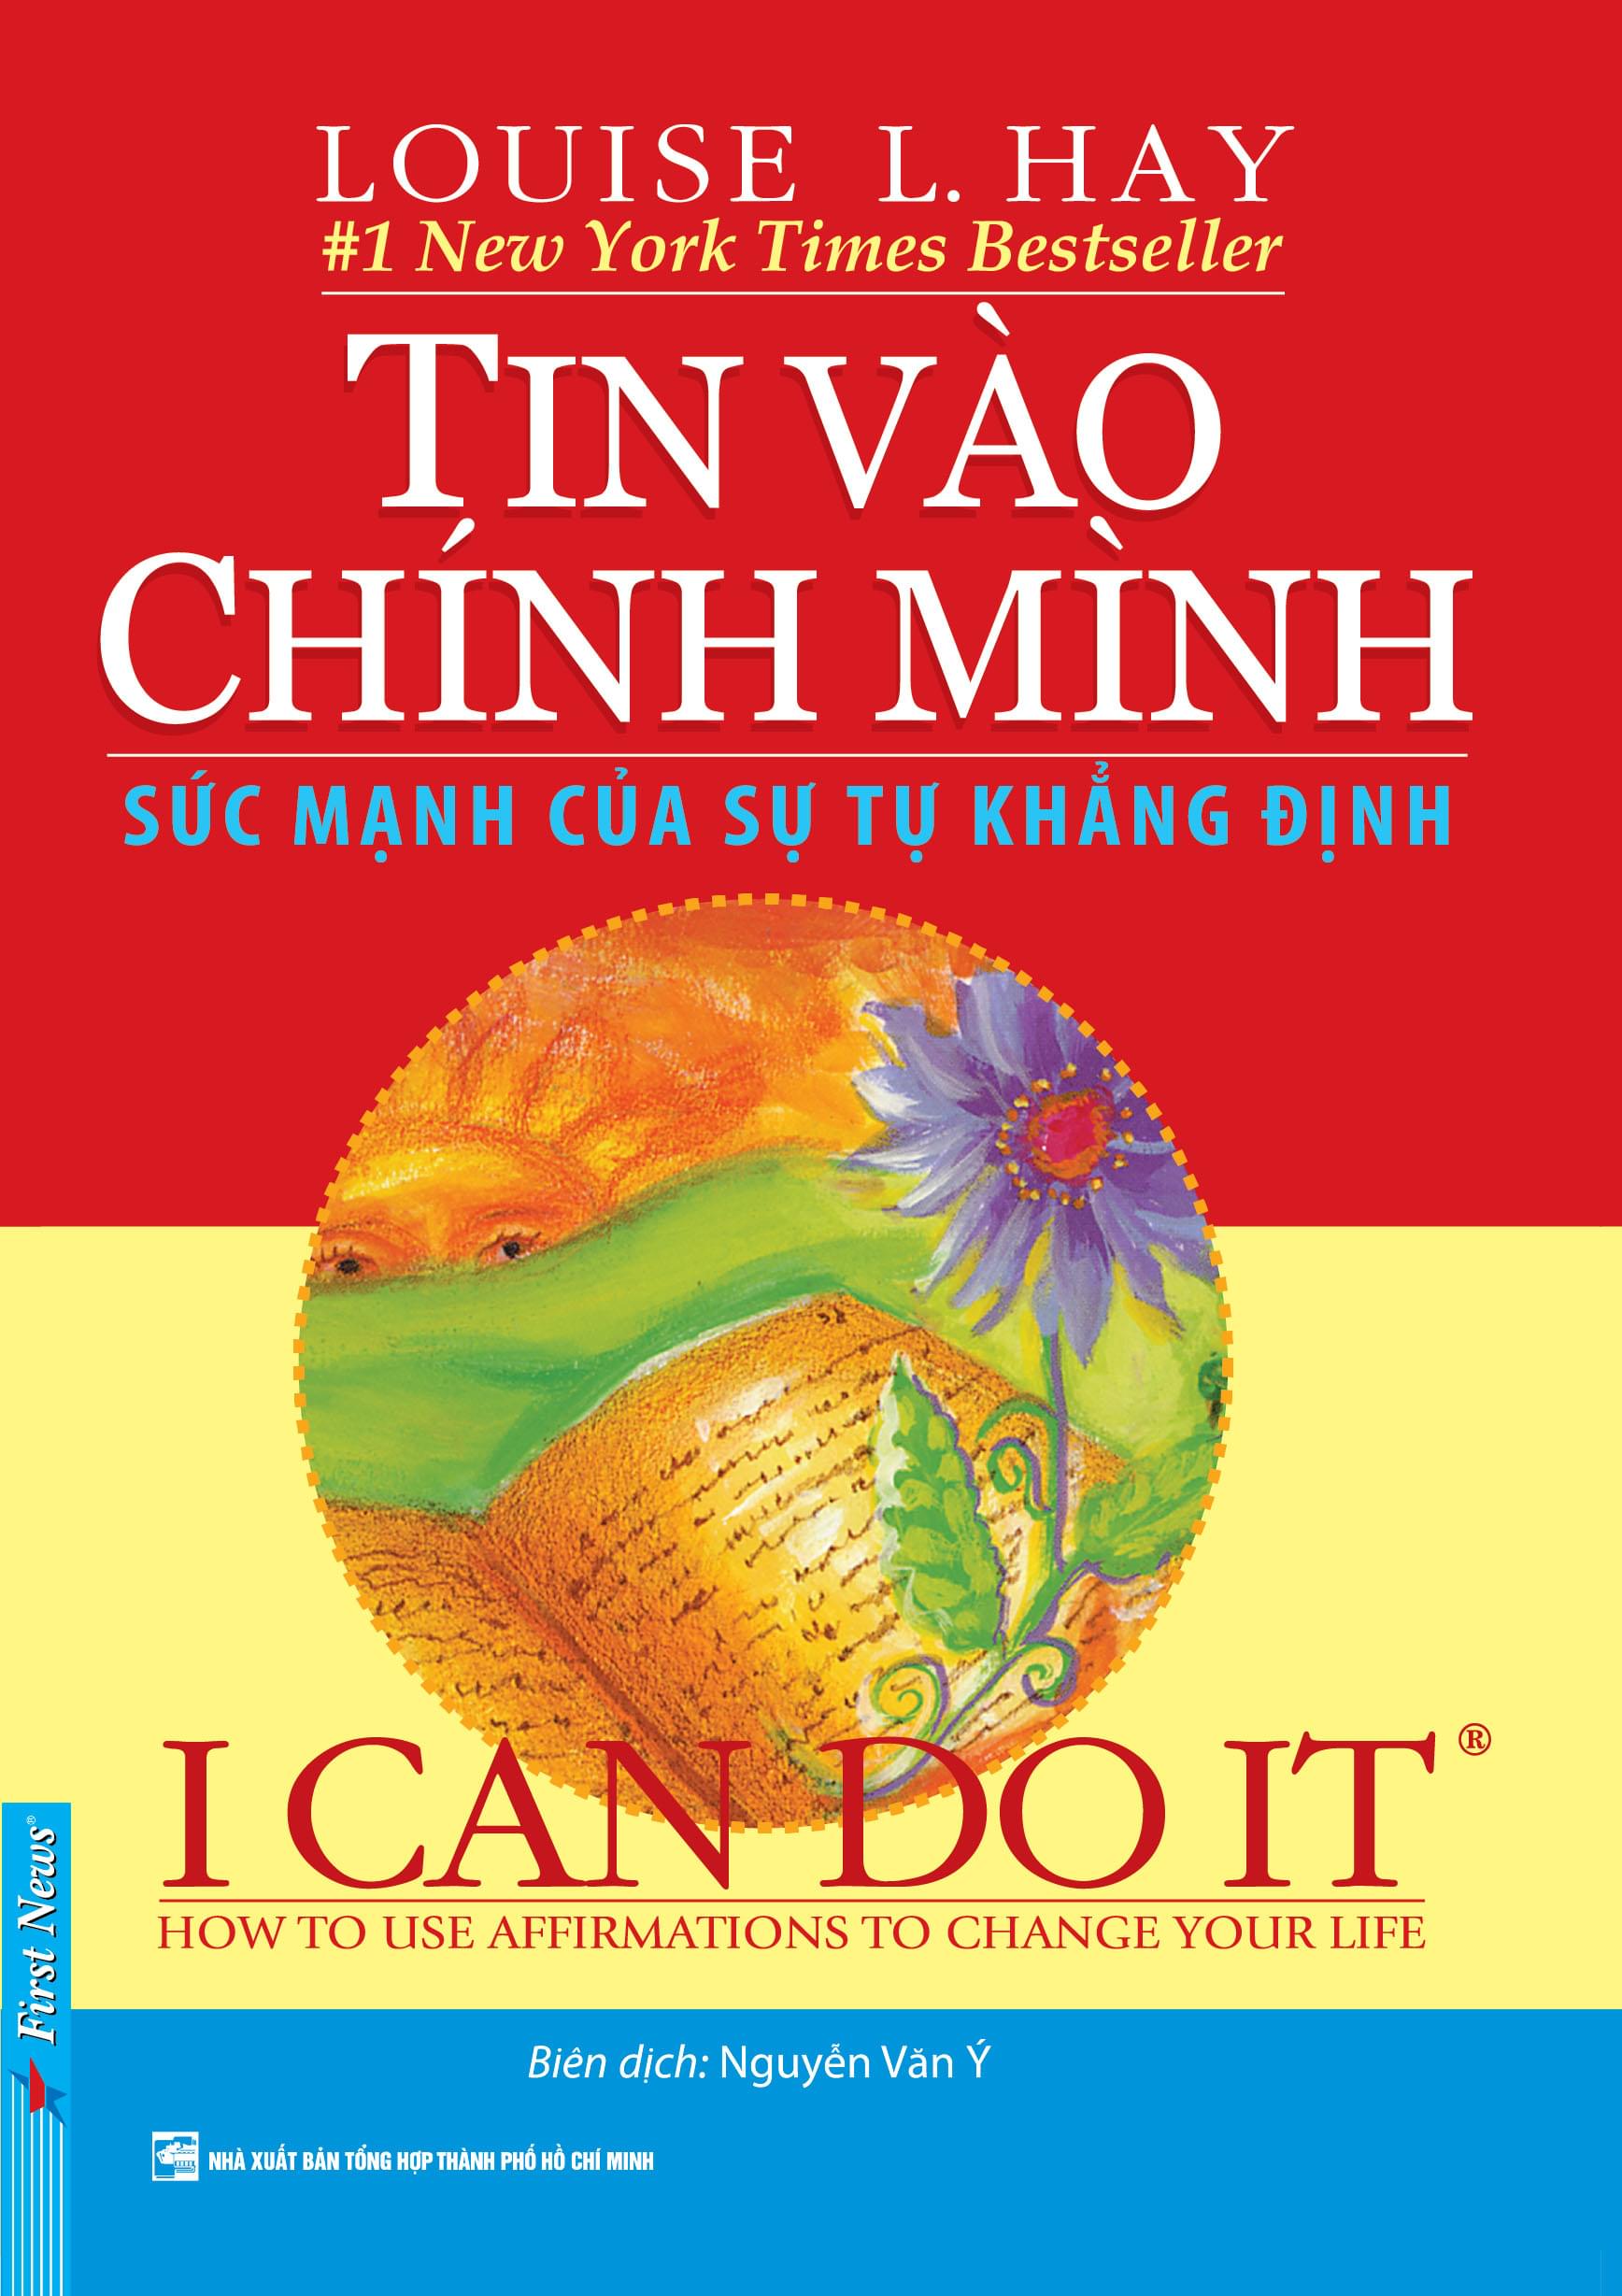 LOUISE L. HAY
#1 New York Times Bestseller
TIN VÀO
CHÍNH MÌNH
SỨC MẠNH CỦA SỰ TỰ KHẲNG ĐỊNH
I CAN DO IT ®
HOW TO USE AFFIRMATIONS TO CHANGE YOUR LIFE
First News®
Biên dịch: Nguyễn Văn Ý
NHÀ XUẤT BẢN TỔNG HỢP THÀNH PHỐ HỒ CHÍ MINH